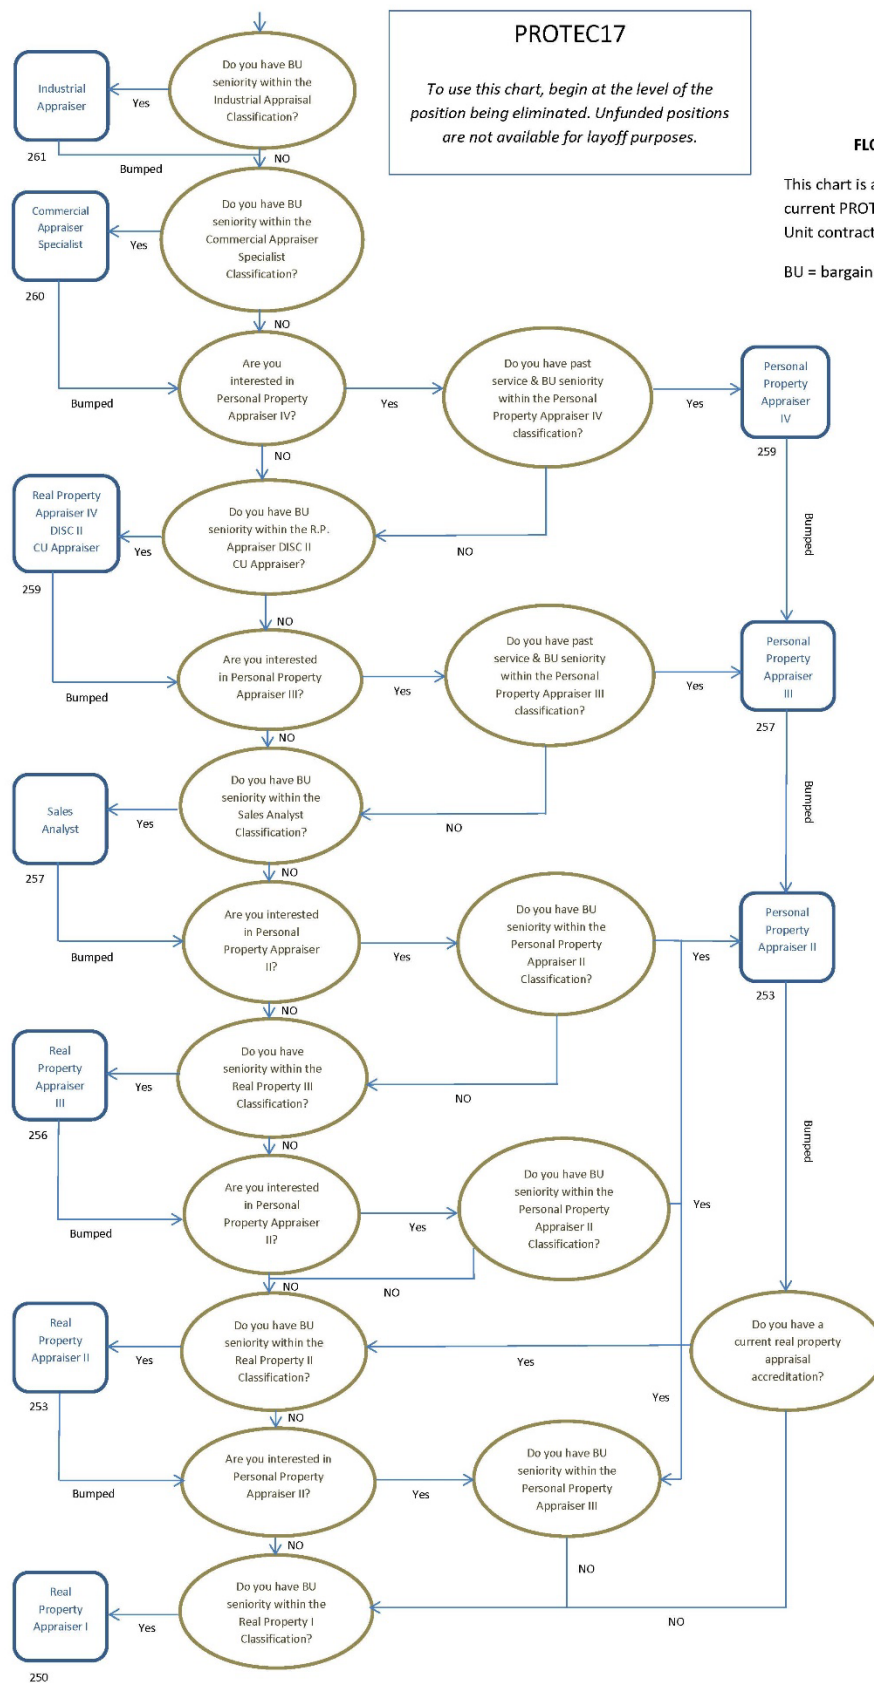 PROTEC17
To use this chart, begin at the level of the
position being eliminated. Unfunded positions
are not available for layoff purposes.
FLO
This chart is a
current PROT
Unit contract
BU = bargain
Do you have BU
seniority within the
Industrial Appraisal
Classification?
Yes
Industrial
Appraiser
261
Bumped
NO
Do you have BU
seniority within the
Commercial Appraiser
Specialist
Classification?
Yes
Commercial
Appraiser
Specialist
260
NO
Bumped
Are you
interested in
Personal Property
Appraiser IV?
Yes
Do you have past
service & BU seniority
within the Personal
Property Appraiser IV
classification?
Yes
Personal
Property
Appraiser
IV
259
NO
NO
Bumped
Real Property
Appraiser IV
DISC II
CU Appraiser
259
Yes
Do you have BU
seniority within the R.P.
Appraiser DISC II
CU Appraiser?
NO
Bumped
Are you interested
in Personal Property
Appraiser III?
Yes
Do you have past
service & BU seniority
within the Personal
Property Appraiser III
classification?
Yes
Personal
Property
Appraiser
III
257
NO
NO
Bumped
Sales
Analyst
257
Yes
Do you have BU
seniority within the
Sales Analyst
Classification?
NO
Bumped
Are you interested
in Personal
Property Appraiser
II?
Yes
Do you have BU
seniority within the
Personal Property
Appraiser II
Classification?
Yes
Personal
Property
Appraiser II
253
NO
NO
Bumped
Real
Property
Appraiser
III
256
Yes
Do you have
seniority within the
Real Property III
Classification?
NO
Bumped
Are you interested
in Personal
Property Appraiser
II?
Yes
Do you have BU
seniority within the
Personal Property
Appraiser II
Classification?
Yes
NO
NO
Real
Property
Appraiser II
253
Yes
Do you have BU
seniority within the
Real Property II
Classification?
Yes
Do you have a
current real property
appraisal
accreditation?
NO
Yes
Bumped
Are you interested in
Personal Property
Appraiser II?
Yes
Do you have BU
seniority within the
Personal Property
Appraiser III
NO
NO
NO
Real
Property
Appraiser I
250
Yes
Do you have BU
seniority within the
Real Property I
Classification?